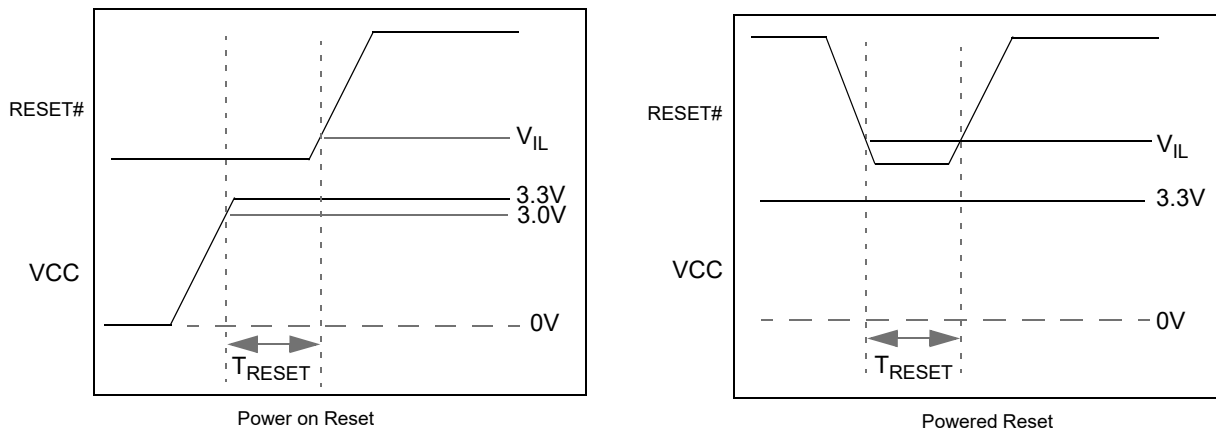 RESET#
VIL
3.3V
3.0V
VCC
0V
TRESET
Power on Reset
RESET#
VIL
3.3V
VCC
0V
TRESET
Powered Reset